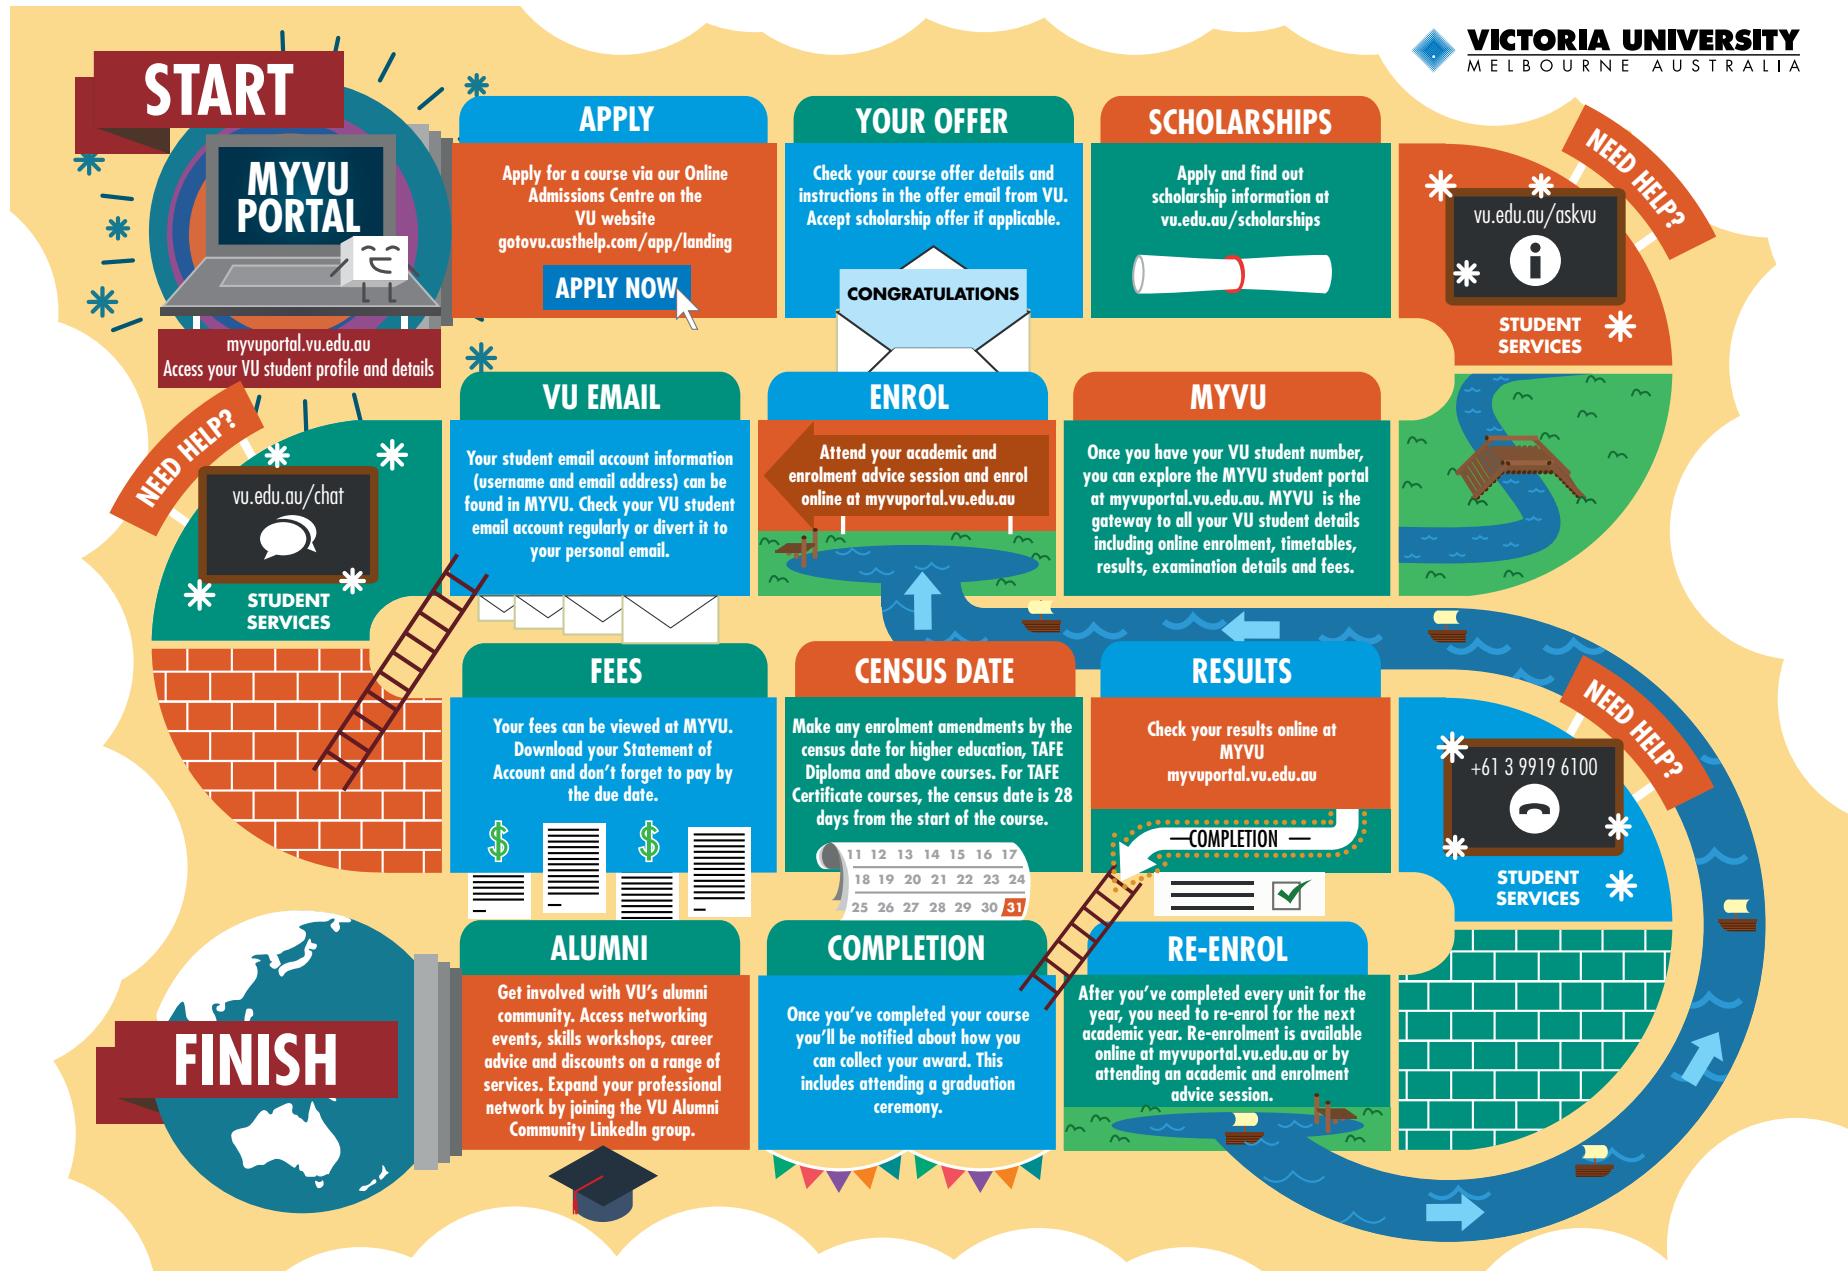 VICTORIA UNIVERSITY
MELBOURNE AUSTRALIA
START
MYVU
PORTAL
myvuportal.vu.edu.au
Access your VU student profile and details
APPLY
Apply for a course via our Online
Admissions Centre on the
VU website
gotovu.custhelp.com/app/landing
APPLY NOW
YOUR OFFER
Check your course offer details and
instructions in the offer email from VU.
Accept scholarship offer if applicable.
CONGRATULATIONS
SCHOLARSHIPS
Apply and find out
scholarship information at
vu.edu.au/scholarships
NEED HELP?
vu.edu.au/askvu
i
STUDENT
SERVICES
MYVU
Once you have your VU student number,
you can explore the MYVU student portal
at myvuportal.vu.edu.au. MYVU is the
gateway to all your VU student details
including online enrolment, timetables,
results, examination details and fees.
ENROL
Attend your academic and
enrolment advice session and enrol
online at myvuportal.vu.edu.au
VU EMAIL
Your student email account information
(username and email address) can be
found in MYVU. Check your VU student
email account regularly or divert it to
your personal email.
NEED HELP?
vu.edu.au/chat
STUDENT
SERVICES
FEES
Your fees can be viewed at MYVU.
Download your Statement of
Account and don't forget to pay by
the due date.
$ $
CENSUS DATE
Make any enrolment amendments by the
census date for higher education, TAFE
Diploma and above courses. For TAFE
Certificate courses, the census date is 28
days from the start of the course.
11 12 13 14 15 16 17
18 19 20 21 22 23 24
25 26 27 28 29 30 31
RESULTS
Check your results online at
MYVU
myvuportal.vu.edu.au
COMPLETION
NEED HELP?
+61 3 9919 6100
STUDENT
SERVICES
RE-ENROL
After you've completed every unit for the
year, you need to re-enrol for the next
academic year. Re-enrolment is available
online at myvuportal.vu.edu.au or by
attending an academic and enrolment
advice session.
COMPLETION
Once you've completed your course
you'll be notified about how you
can collect your award. This
includes attending a graduation
ceremony.
ALUMNI
Get involved with VU's alumni
community. Access networking
events, skills workshops, career
advice and discounts on a range of
services. Expand your professional
network by joining the VU Alumni
Community LinkedIn group.
FINISH